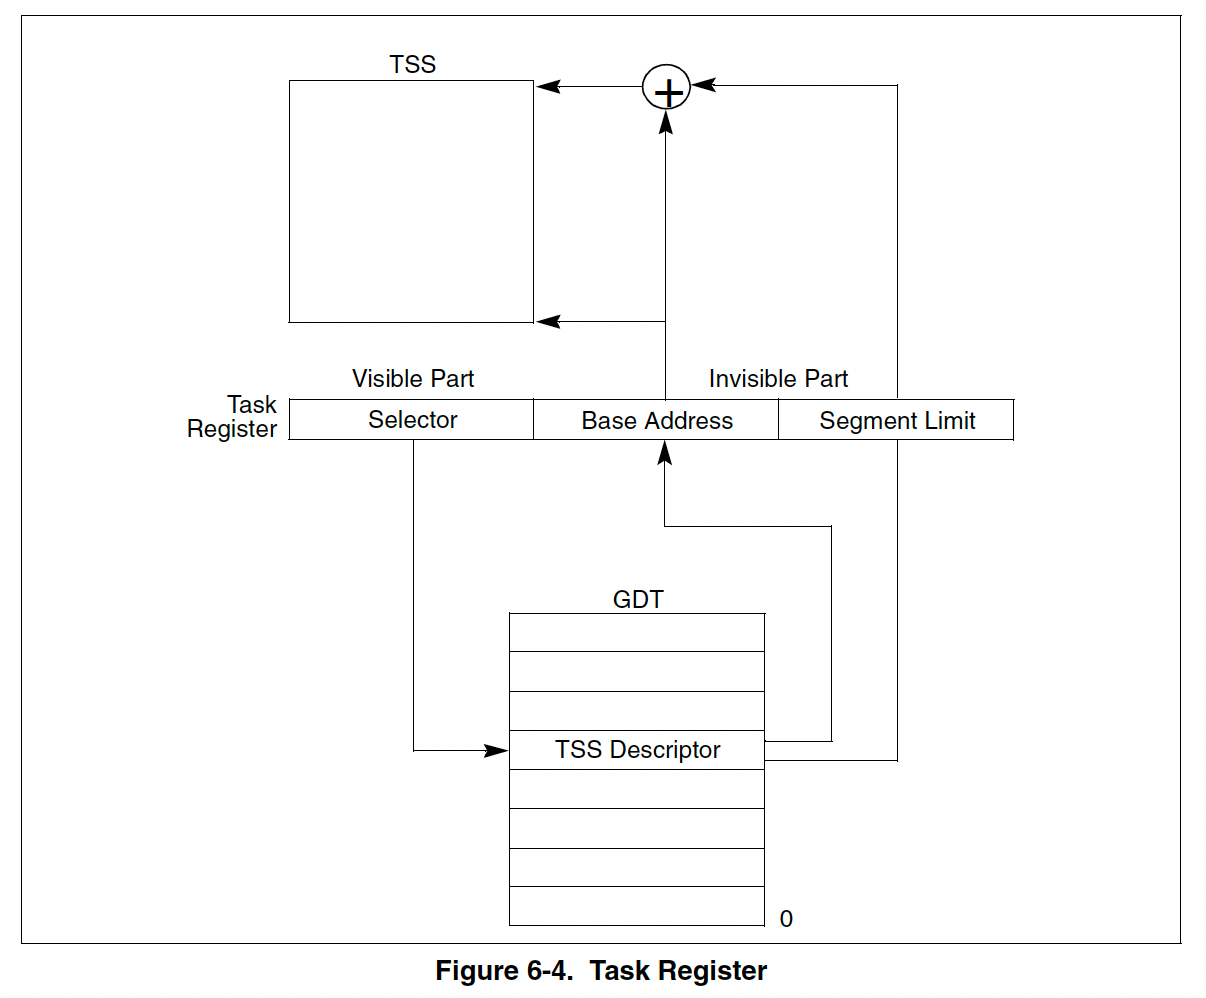 TSS
+
Visible Part
Invisible Part
Task
Register
Selector
Base Address
Segment Limit
GDT
TSS Descriptor
0
Figure 6-4. Task Register